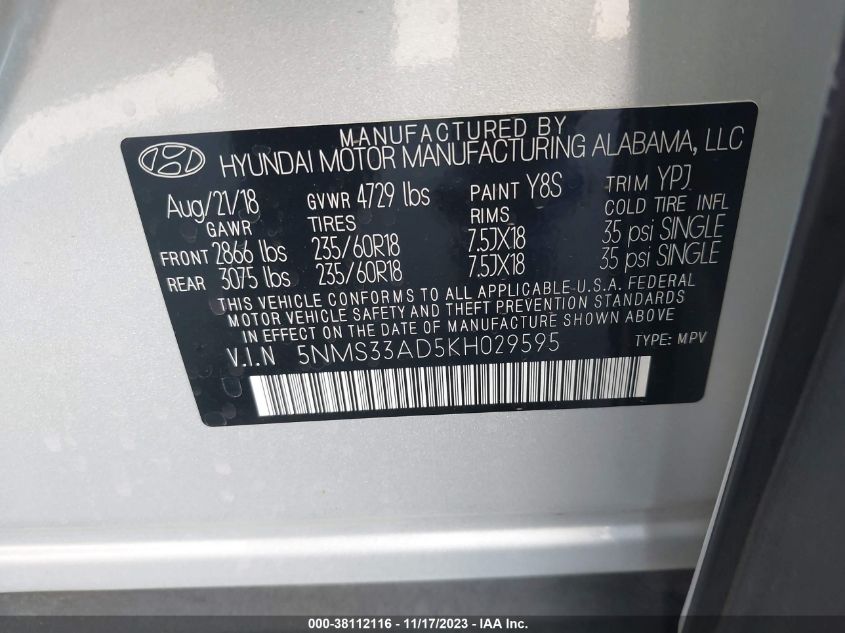 MANUFACTURED BY
HYUNDAI MOTOR MANUFACTURING ALABAMA, LLC
Aug/21/18 GVWR 4729 lbs PAINT Y8S TRIM YPJ
GAWR TIRES RIMS COLD TIRE INFL
FRONT 2866 lbs 235/60R18 7.5JX18 35 psi SINGLE
REAR 3075 lbs 235/60R18 7.5JX18 35 psi SINGLE
THIS VEHICLE CONFORMS TO ALL APPLICABLE-U.S.A. FEDERAL
MOTOR VEHICLE SAFETY AND THEFT PREVENTION STANDARDS
IN EFFECT ON THE DATE OF MANUFACTURE SHOWN ABOVE.
V.I.N 5NMS33AD5KH029595 TYPE: MPV
000-38112116 - 11/17/2023 - IAA Inc.